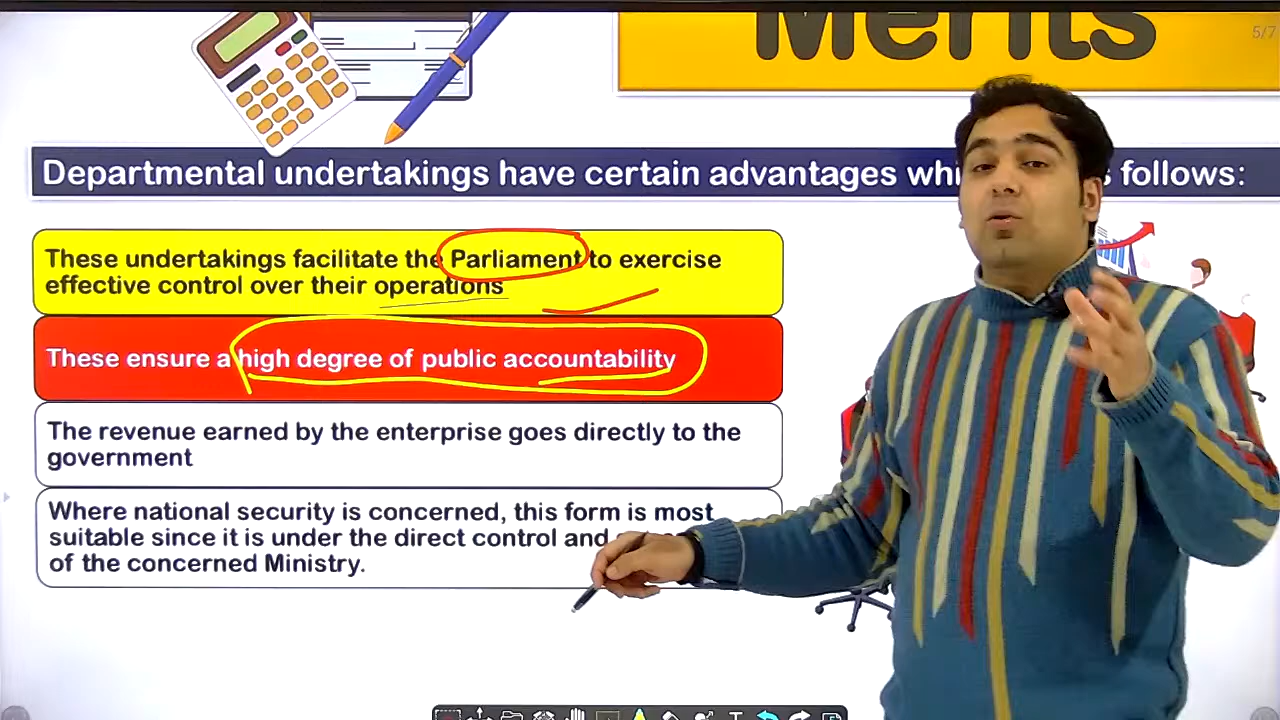 Merits
5/7
Departmental undertakings have certain advantages follows:
These undertakings facilitate the Parliament to exercise
effective control over their operations
These ensure a high degree of public accountability
The revenue earned by the enterprise goes directly to the
government
Where national security is concerned, this form is most
suitable since it is under the direct control and
of the concerned Ministry.